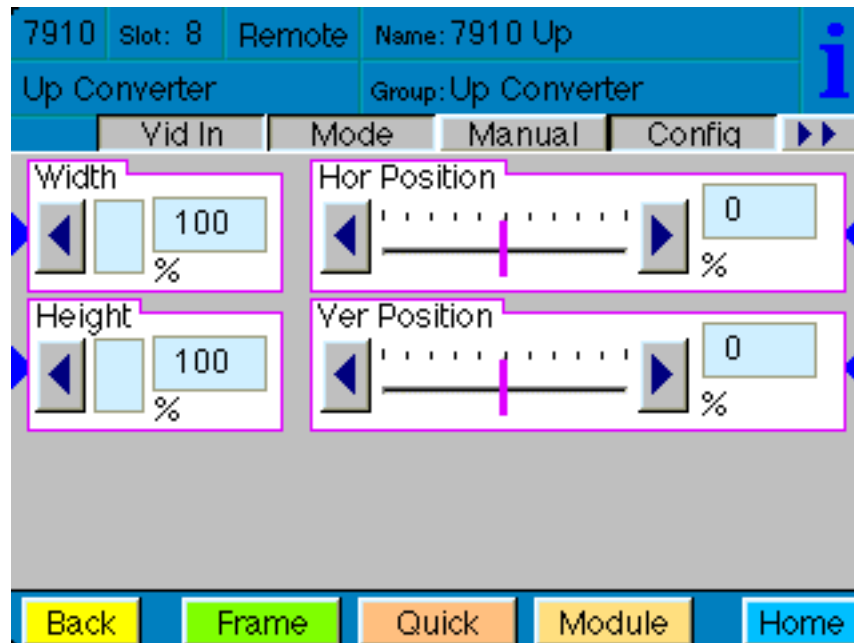 7910 Slot: 8 Remote Name: 7910 Up
Up Converter Group: Up Converter
i
Vid In Mode Manual Config
Width Hor Position
100 0
% %
Height Ver Position
100 0
% %
Back Frame Quick Module Home